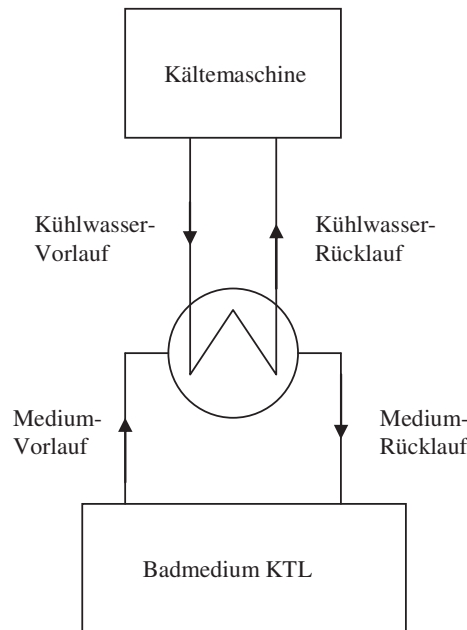 Kältemaschine
Kühlwasser-
Vorlauf
Kühlwasser-
Rücklauf
Medium-
Vorlauf
Medium-
Rücklauf
Badmedium KTL